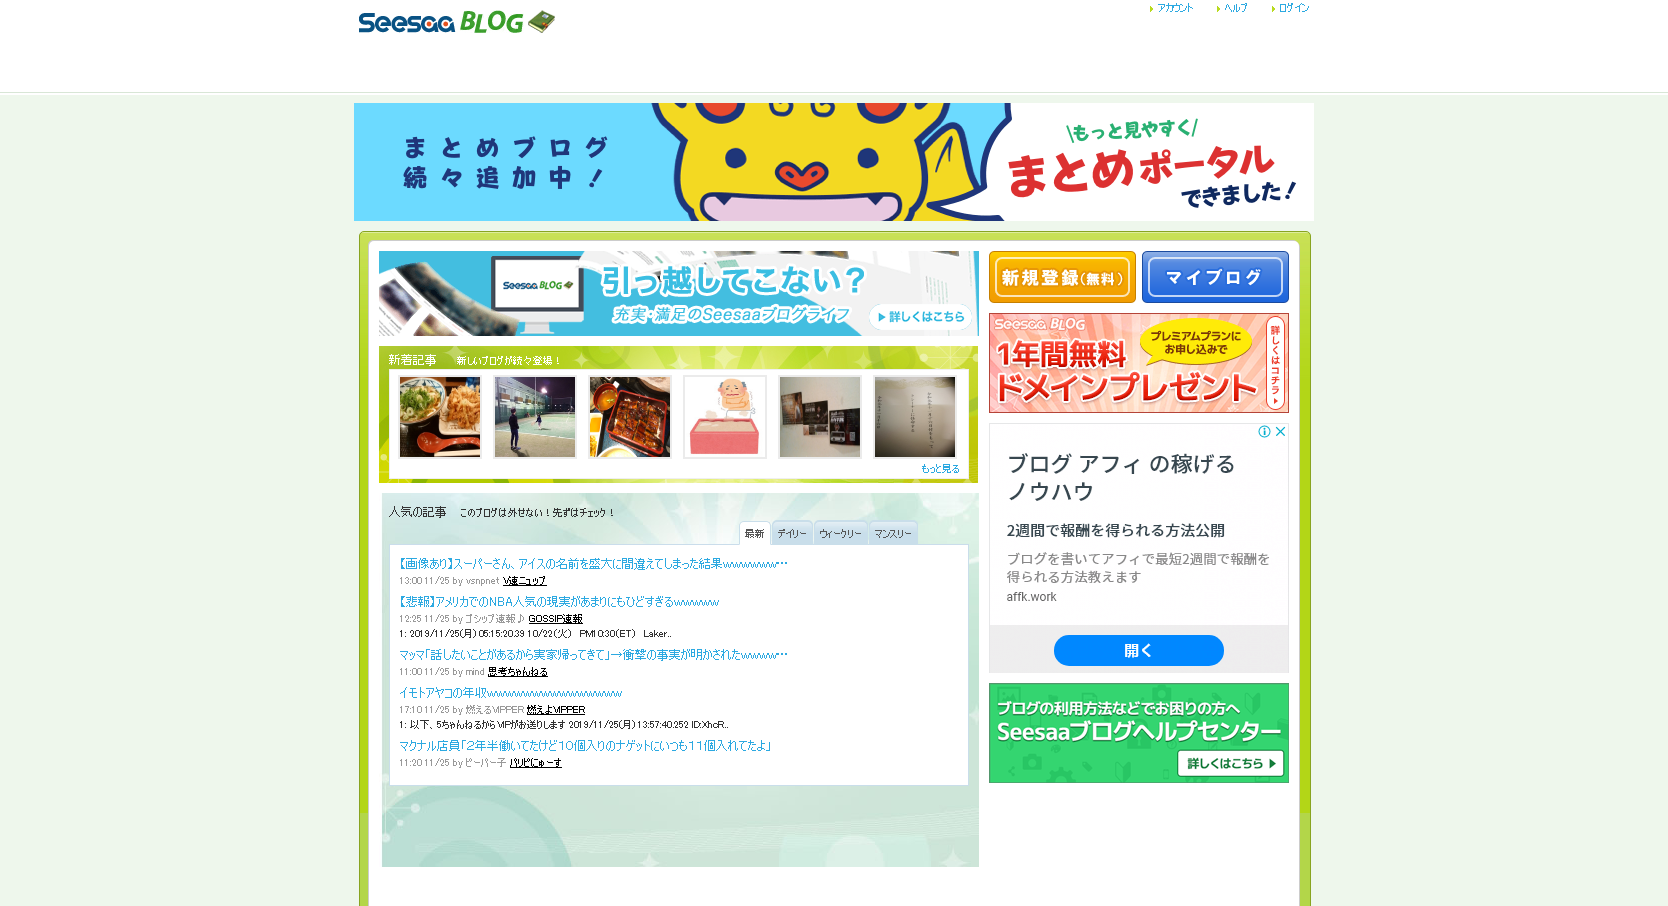 Seesaa BLOG
アカウント ヘルプ ログイン
まとめブログ
続々追加中!
\もっと見やすく/
まとめポータル
できました!
Seesaa BLOG
引っ越してこない?
充実・満足のSeesaaブログライフ
詳しくはこちら
新規登録(無料)
マイブログ
Seesaa BLOG
1年間無料
ドメインプレゼント
プレミアムプランに
お申し込みで
詳しくはコチラ
新着記事 新しいブログが続々登場!
もっと見る
ブログ アフィ の稼げる
ノウハウ
2週間で報酬を得られる方法公開
ブログを書いてアフィで最短2週間で報酬を
得られる方法教えます
affk.work
開く
人気の記事 このブログは外せない!先ずはチェック!
最新 デイリー ウィークリー マンスリー
【画像あり】スーパーさん、アイスの名前を盛大に間違えてしまった結果wwwwwww…
13:00 11/25 by vsnpnet V速ニュップ
【悲報】アメリカでのNBA人気の現実があまりにもひどすぎるwwwwww
12:25 11/25 by ゴシップ速報♪ GOSSIP速報
1: 2019/11/25(月) 05:15:20.39 10/22(火) PM10:30(ET) Laker..
マッマ「話したいことがあるから実家帰ってきて」→衝撃の事実が明かされたwwwww…
11:00 11/25 by mind 思考ちゃんねる
イモトアヤコの年収wwwwwwwwwwwwwwwww
17:10 11/25 by 燃えるVIPPER 燃えよVIPPER
1: 以下、5ちゃんねるからVIPがお送りします 2019/11/25(月) 13:57:40.252 ID:XhcR..
マクナル店員「２年半働いてたけど１０個入りのナゲットにいつも１１個入れてたよ」
11:20 11/25 by ピーパー子 パリピにゅーす
ブログの利用方法などでお困りの方へ
Seesaaブログヘルプセンター
詳しくはこちら